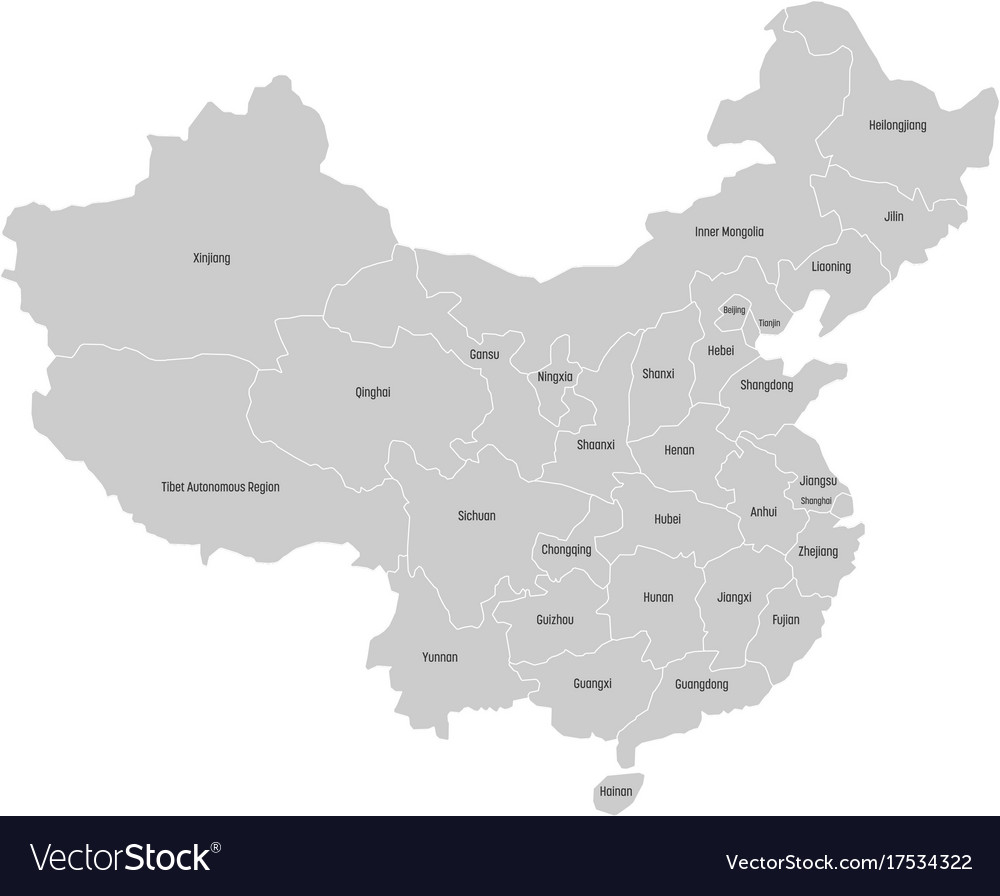 Heilongjiang
Jilin
Inner Mongolia
Xinjiang
Liaoning
Beijing
Tianjin
Hebei
Gansu
Ningxia
Shanxi
Shangdong
Qinghai
Shaanxi
Henan
Jiangsu
Tibet Autonomous Region
Shanghai
Sichuan
Hubei
Anhui
Chongqing
Zhejiang
Hunan
Jiangxi
Guizhou
Fujian
Yunnan
Guangxi
Guangdong
Hainan
VectorStock®
VectorStock.com/17534322